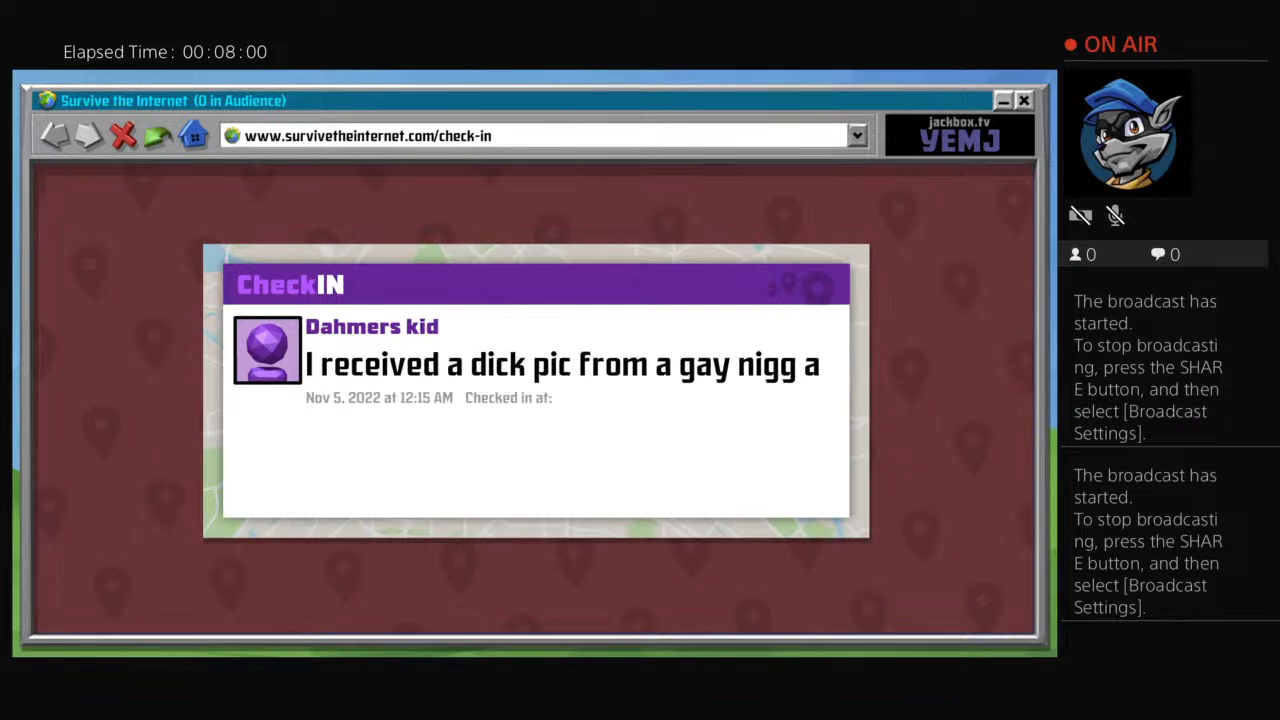 Elapsed Time: 00:08:00
ON AIR
Survive the Internet (0 in Audience)
www.survivetheinternet.com/check-in
jackbox.tv
YEMJ
CheckIN
Dahmers kid
I received a dick pic from a gay nigg a
Nov 5, 2022 at 12:15 AM Checked in at:
0 0
The broadcast has
started.
To stop broadcasti
ng, press the SHAR
E button, and then
select [Broadcast
Settings].
The broadcast has
started.
To stop broadcasti
ng, press the SHAR
E button, and then
select [Broadcast
Settings].